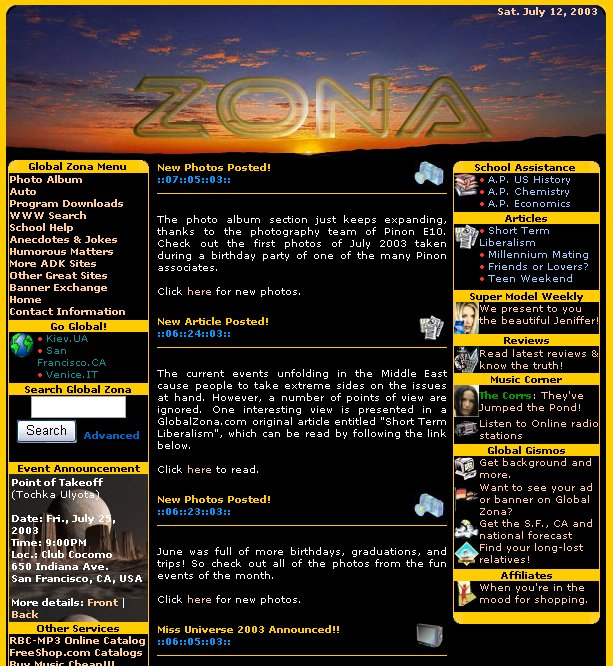 Sat. July 12, 2003
ZONA
Global Zona Menu
Photo Album
Auto
Program Downloads
WWW Search
School Help
Anecdotes & Jokes
Humorous Matters
More ADK Sites
Other Great Sites
Banner Exchange
Home
Contact Information
Go Global!
Kiev.UA
San
Francisco.CA
Venice.IT
Search Global Zona
Search
Advanced
Event Announcement
Point of Takeoff
(Tochka Ulyota)
Date: Fri., July 25,
2003
Time: 9:00PM
Loc.: Club Cocomo
650 Indiana Ave.
San Francisco, CA, USA
More details: Front |
Back
Other Services
RBC-MP3 Online Catalog
FreeShop.com Catalogs
Buy Music Cheap!!!
New Photos Posted!
::07::05::03::
The photo album section just keeps expanding,
thanks to the photography team of Pinon E10.
Check out the first photos of July 2003 taken
during a birthday party of one of the many Pinon
associates.
Click here for new photos.
New Article Posted!
::06::24::03::
The current events unfolding in the Middle East
cause people to take extreme sides on the issues
at hand. However, a number of points of view are
ignored. One interesting view is presented in a
GlobalZona.com original article entitled "Short Term
Liberalism", which can be read by following the link
below.
Click here to read.
New Photos Posted!
::06::23::03::
June was full of more birthdays, graduations, and
trips! So check out all of the photos from the fun
events of the month.
Click here for new photos.
Miss Universe 2003 Announced!!
::06::05::03::
School Assistance
A.P. US History
A.P. Chemistry
A.P. Economics
Articles
Short Term
Liberalism
Millennium Mating
Friends or Lovers?
Teen Weekend
Super Model Weekly
We present to you
the beautiful Jeniffer!
Reviews
Read latest reviews &
know the truth!
Music Corner
The Corrs: They've
Jumped the Pond!
Listen to Online radio
stations
Global Gismos
Get background and
more.
Want to see your ad
or banner on Global
Zona?
Get the S.F., CA and
national forecast
Find your long-lost
relatives!
Affiliates
When you're in the
mood for shopping.